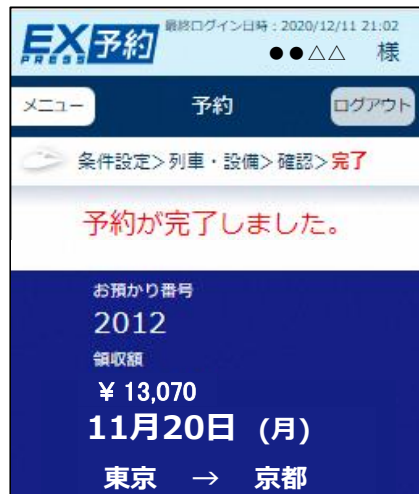 EX予約
EXPRESS
最終ログイン日時：2020/12/11 21:02
●●△△　様
メニュー
予約
ログアウト
条件設定＞列車・設備＞確認＞完了
予約が完了しました。
お預かり番号
2012
領収額
￥13,070
11月20日（月）
東京　→　京都